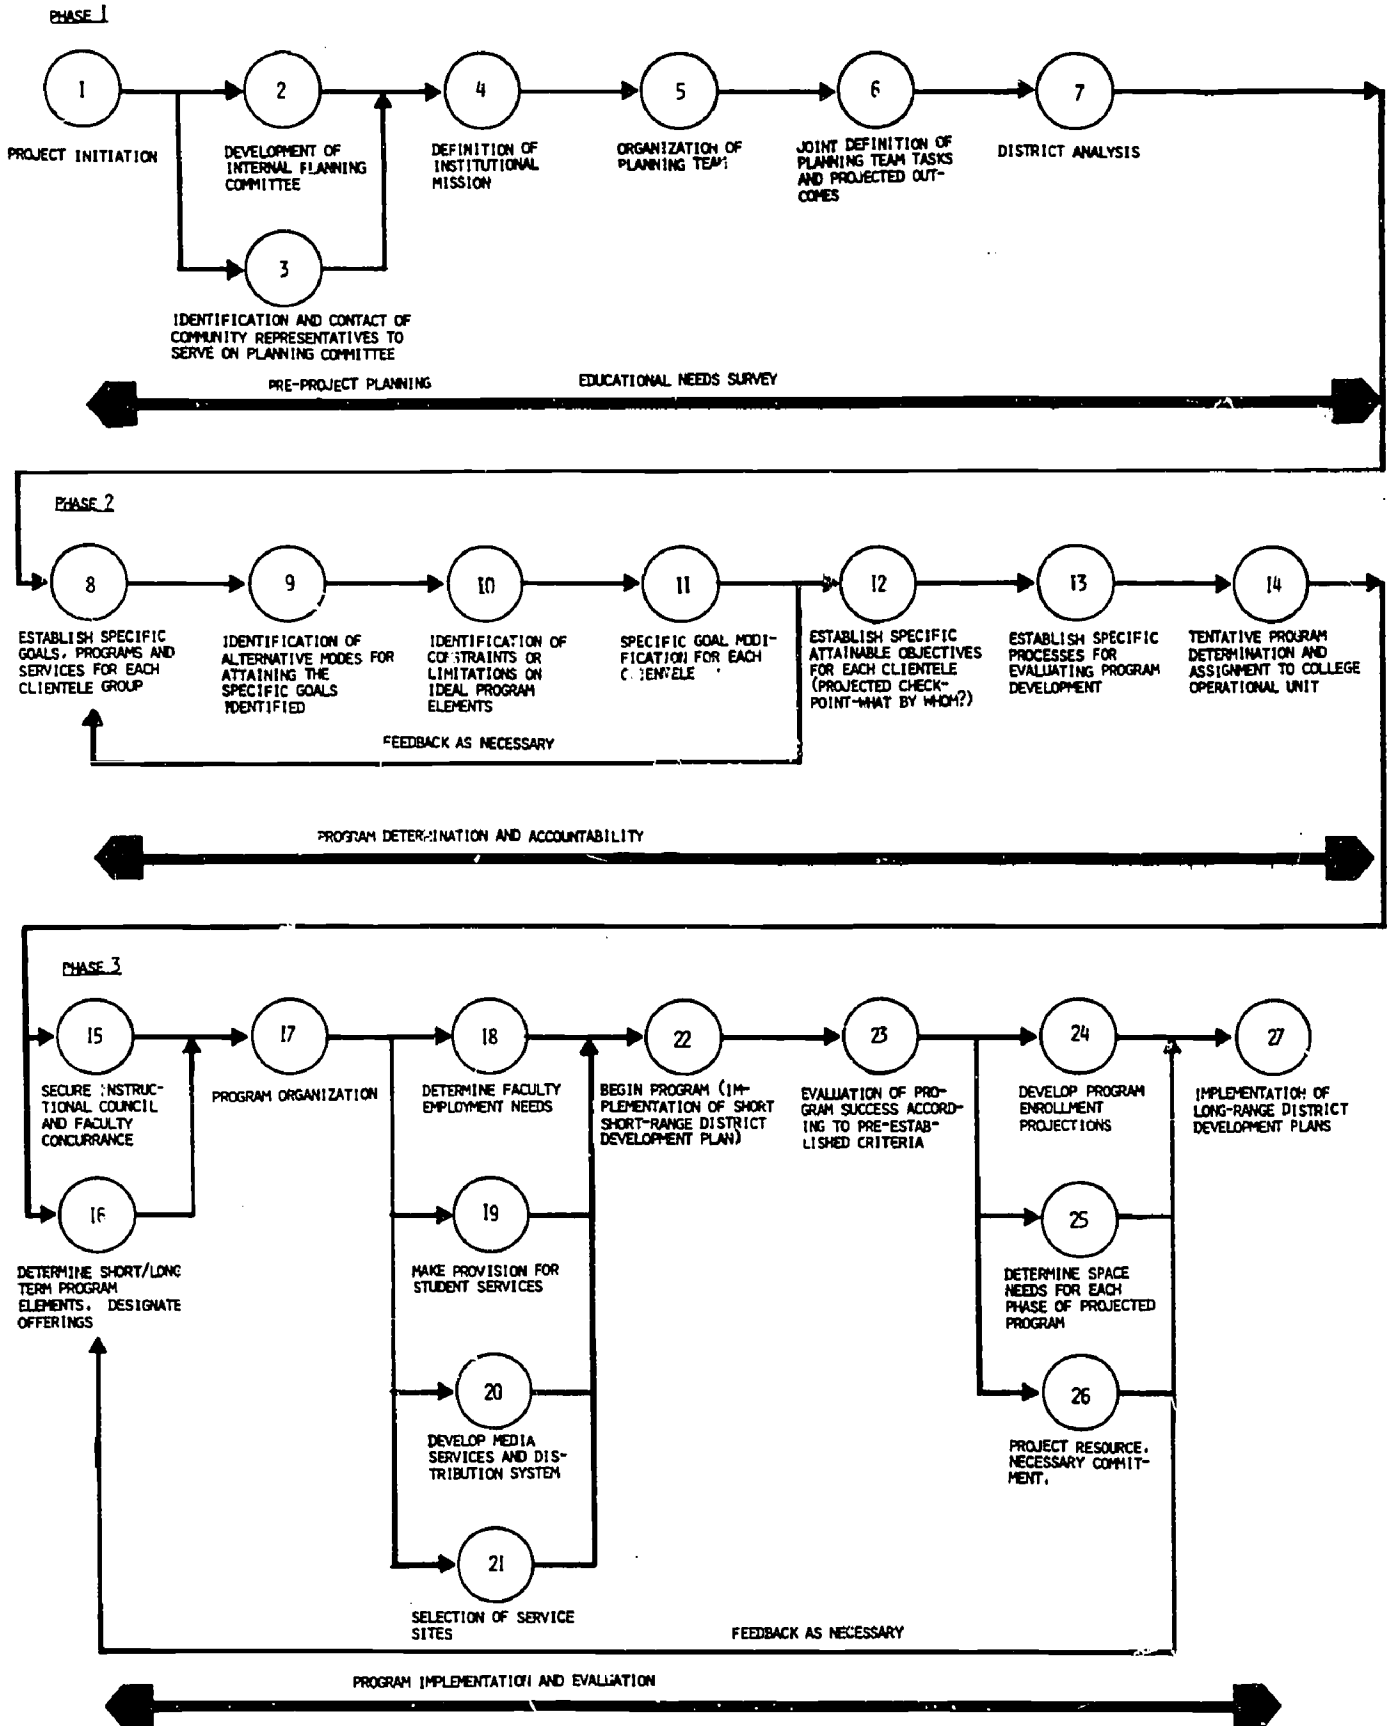 PHASE 1
1
2
4
5
6
7
PROJECT INITIATION
DEVELOPMENT OF
INTERNAL PLANNING
COMMITTEE
DEFINITION OF
INSTITUTIONAL
MISSION
ORGANIZATION OF
PLANNING TEAM
JOINT DEFINITION OF
PLANNING TEAM TASKS
AND PROJECTED OUT-
COMES
DISTRICT ANALYSIS
3
IDENTIFICATION AND CONTACT OF
COMMUNITY REPRESENTATIVES TO
SERVE ON PLANNING COMMITTEE
PRE-PROJECT PLANNING
EDUCATIONAL NEEDS SURVEY
PHASE 2
8
9
10
11
12
13
14
ESTABLISH SPECIFIC
GOALS, PROGRAMS AND
SERVICES FOR EACH
CLIENTELE GROUP
IDENTIFICATION OF
ALTERNATIVE MODES FOR
ATTAINING THE
SPECIFIC GOALS
IDENTIFIED
IDENTIFICATION OF
CONSTRAINTS OR
LIMITATIONS ON
IDEAL PROGRAM
ELEMENTS
SPECIFIC GOAL MODI-
FICATION FOR EACH
CLIENTELE
ESTABLISH SPECIFIC
ATTAINABLE OBJECTIVES
FOR EACH CLIENTELE
(PROJECTED CHECK-
POINT-WHAT BY WHOM?)
ESTABLISH SPECIFIC
PROCESSES FOR
EVALUATING PROGRAM
DEVELOPMENT
TENTATIVE PROGRAM
DETERMINATION AND
ASSIGNMENT TO COLLEGE
OPERATIONAL UNIT
FEEDBACK AS NECESSARY
PROGRAM DETERMINATION AND ACCOUNTABILITY
PHASE 3
15
17
18
22
23
24
27
SECURE INSTRUC-
TIONAL COUNCIL
AND FACULTY
CONCURRANCE
PROGRAM ORGANIZATION
DETERMINE FACULTY
EMPLOYMENT NEEDS
BEGIN PROGRAM (IM-
PLEMENTATION OF SHORT
SHORT-RANGE DISTRICT
DEVELOPMENT PLAN)
EVALUATION OF PRO-
GRAM SUCCESS ACCORD-
ING TO PRE-ESTAB-
LISHED CRITERIA
DEVELOP PROGRAM
ENROLLMENT
PROJECTIONS
IMPLEMENTATION OF
LONG-RANGE DISTRICT
DEVELOPMENT PLANS
16
19
25
DETERMINE SHORT/LONG
TERM PROGRAM
ELEMENTS. DESIGNATE
OFFERINGS
MAKE PROVISION FOR
STUDENT SERVICES
DETERMINE SPACE
NEEDS FOR EACH
PHASE OF PROJECTED
PROGRAM
20
26
DEVELOP MEDIA
SERVICES AND DIS-
TRIBUTION SYSTEM
PROJECT RESOURCE.
NECESSARY COMMIT-
MENT.
21
SELECTION OF SERVICE
SITES
FEEDBACK AS NECESSARY
PROGRAM IMPLEMENTATION AND EVALUATION